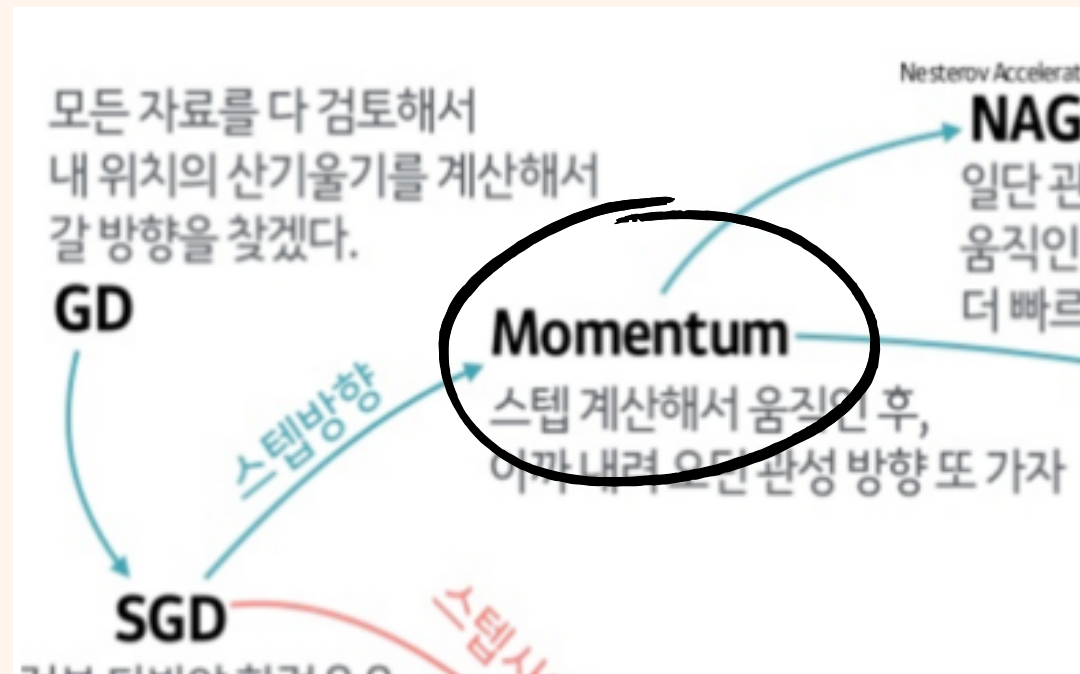 모든 자료를 다 검토해서
내 위치의 산기울기를 계산해서
갈 방향을 찾겠다.
GD
스텝방향
SGD
Momentum
스텝 계산해서 움직인 후,
아까 내려 오던 관성 방향 또 가자
Nesterov Accelerat
NAG
일단 관
움직인
더 빠르